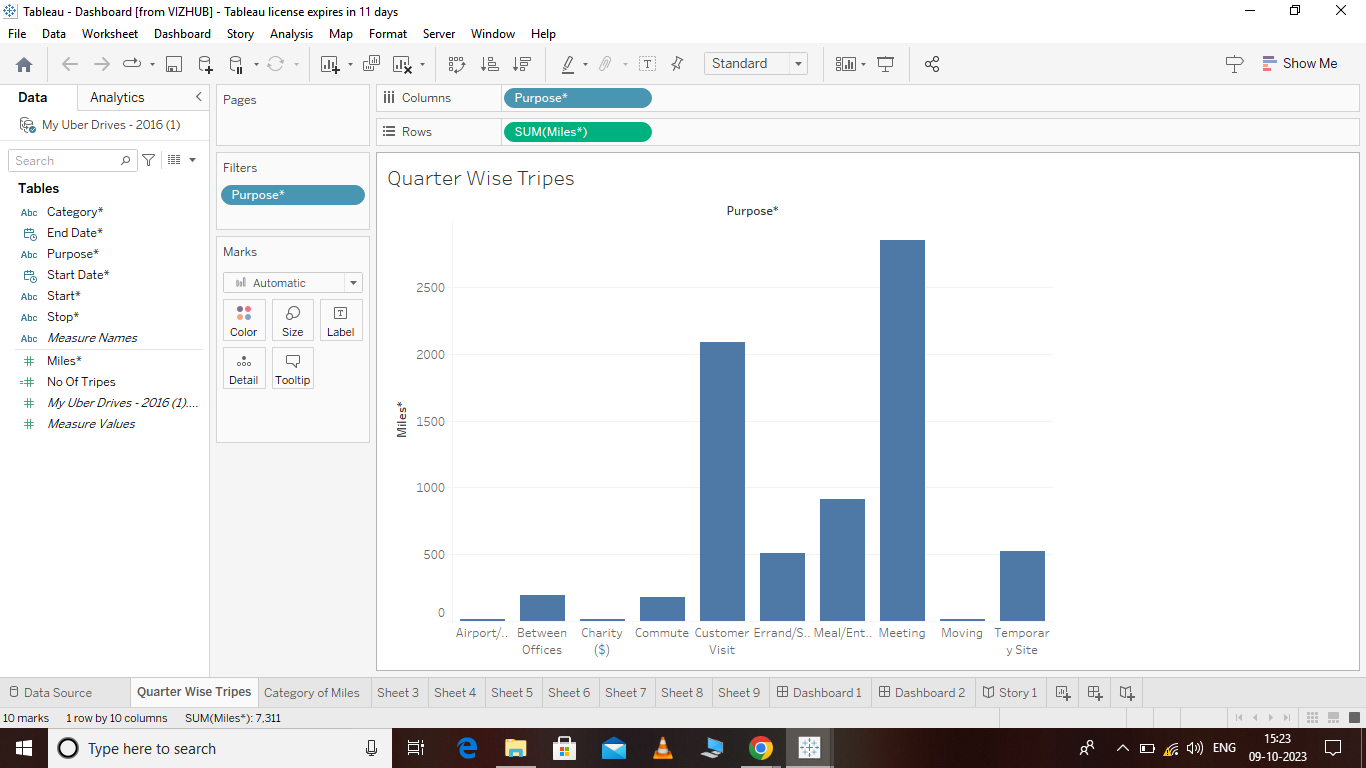 Tableau - Dashboard [from VIZHUB] - Tableau license expires in 11 days
File Data Worksheet Dashboard Story Analysis Map Format Server Window Help
Standard
Show Me
Data Analytics
My Uber Drives - 2016 (1)
Search
Tables
Abc Category*
End Date*
Abc Purpose*
Start Date*
Abc Start*
Abc Stop*
Abc Measure Names
# Miles*
=# No Of Tripes
# My Uber Drives - 2016 (1)....
# Measure Values
Pages
Filters
Purpose*
Marks
Automatic
Color Size Label
Detail Tooltip
Columns Purpose*
Rows SUM(Miles*)
Quarter Wise Tripes
Purpose*
Miles*
2500
2000
1500
1000
500
0
Airport/.. Between Charity Commute Customer Errand/S.. Meal/Ent.. Meeting Moving Temporar
Offices ($) Visit y Site
Data Source Quarter Wise Tripes Category of Miles Sheet 3 Sheet 4 Sheet 5 Sheet 6 Sheet 7 Sheet 8 Sheet 9 Dashboard 1 Dashboard 2 Story 1
10 marks 1 row by 10 columns SUM(Miles*): 7,311
Type here to search
ENG
15:23
09-10-2023